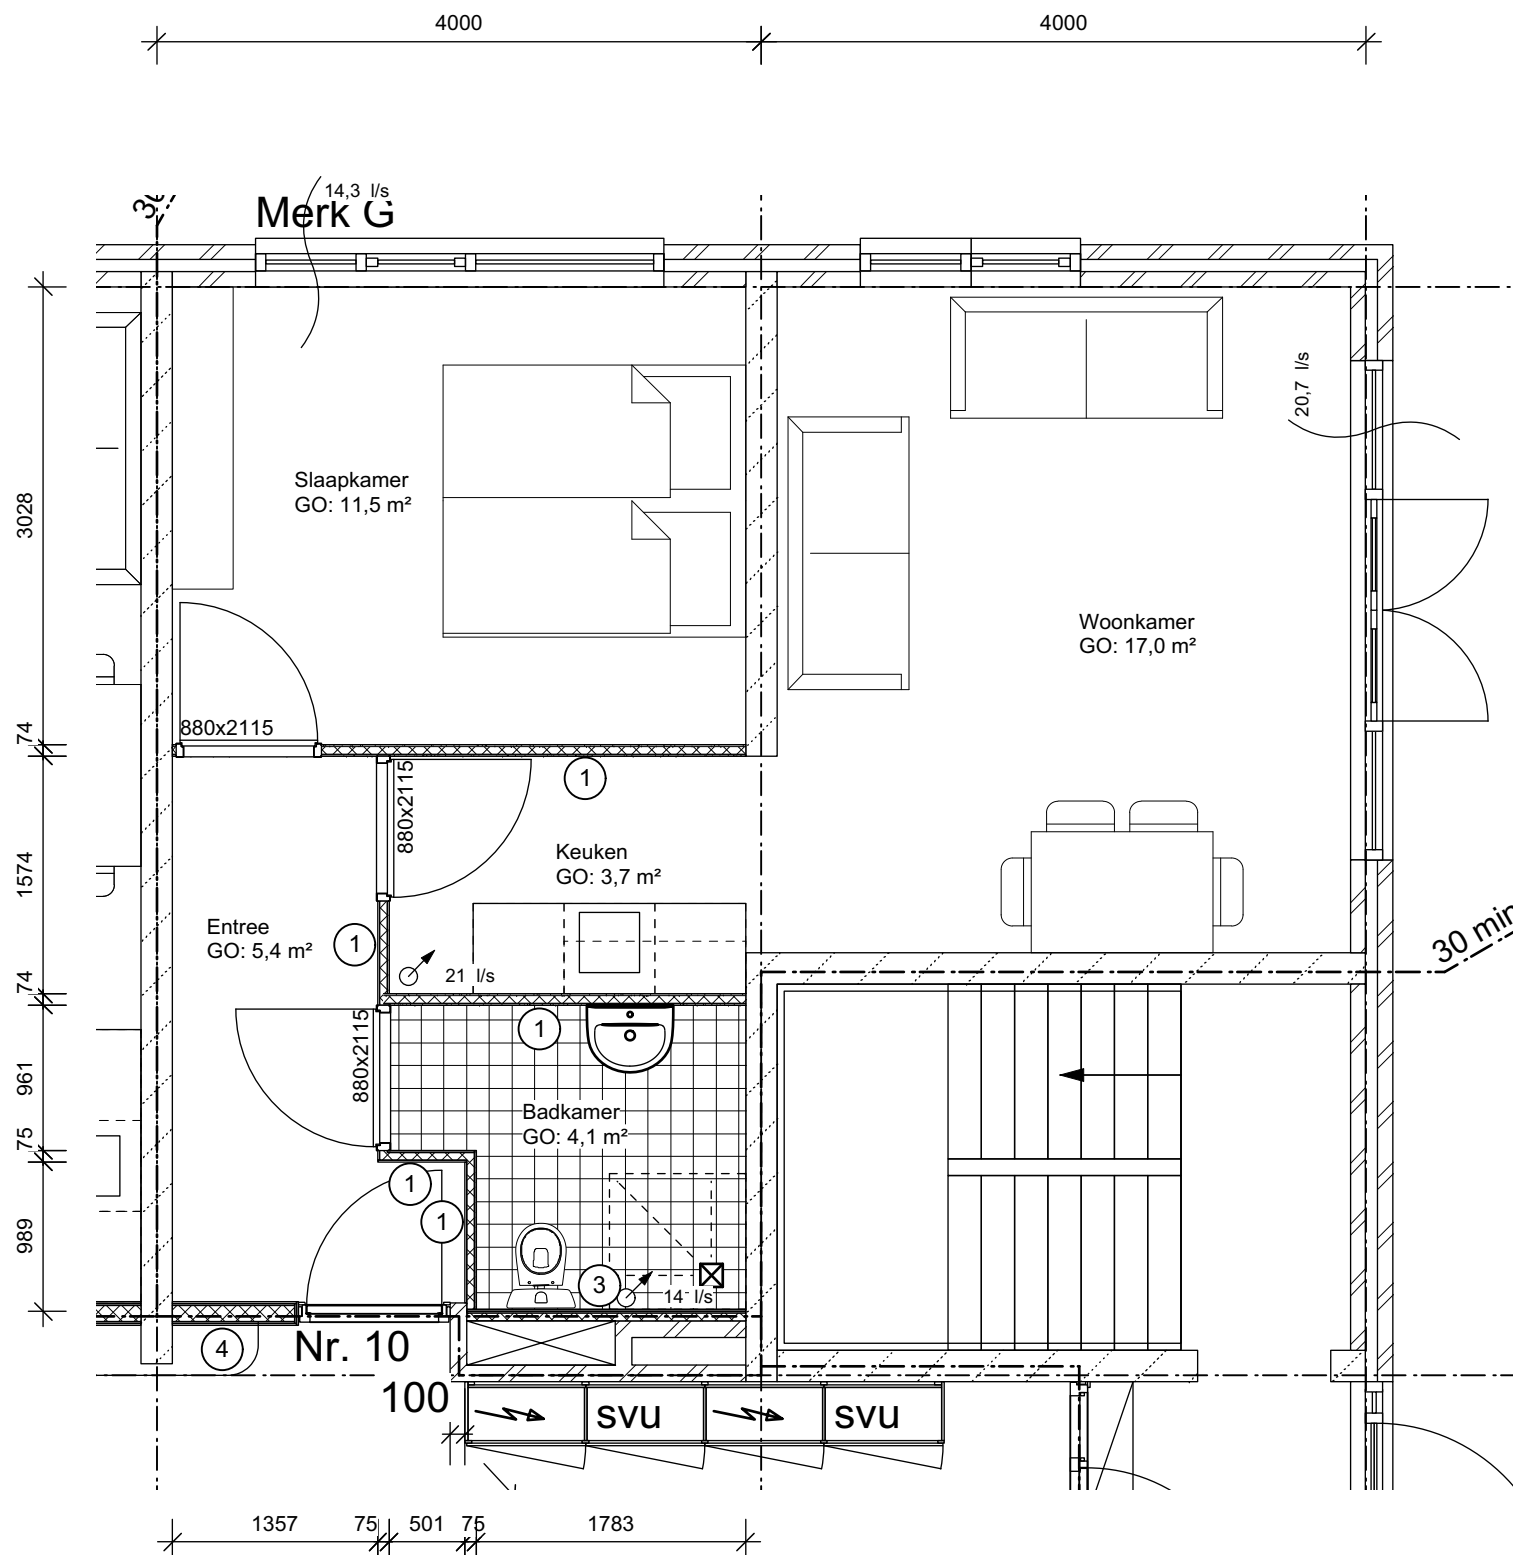 4000
4000
14,3 l/s
Merk G
20,7 l/s
Slaapkamer
GO: 11,5 m²
3028
Woonkamer
GO: 17,0 m²
74
880x2115
1
880x2115
Keuken
GO: 3,7 m²
1574
Entree
GO: 5,4 m²
1
30 min
21 l/s
74
1
880x2115
961
Badkamer
GO: 4,1 m²
75
1
1
989
3
14 l/s
4
Nr. 10
100
svu
svu
1357
75
501
75
1783